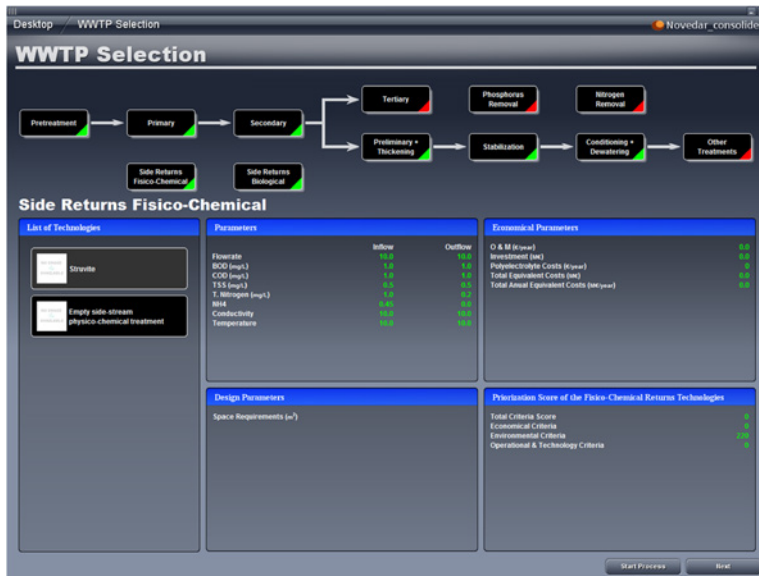 Desktop / WWTP Selection
Novedar_consolide
WWTP Selection
Tertiary
Phosphorus
Removal
Nitrogen
Removal
Pretreatment
Primary
Secondary
Preliminary +
Thickening
Stabilization
Conditioning +
Dewatering
Other
Treatments
Side Returns
Fisico-Chemical
Side Returns
Biological
Side Returns Fisico-Chemical
List of Technologies
Struvite
Empty side-stream
physico-chemical treatment
Parameters
Inflow Outflow
Flowrate 10.0 10.0
BOD (mg/L) 1.0 1.0
COD (mg/L) 1.0 1.0
TSS (mg/L) 0.5 0.5
T. Nitrogen (mg/L) 1.0 0.2
NH4 0.45 0.0
Conductivity 10.0 10.0
Temperature 10.0 10.0
Economical Parameters
O & M (€/year) 0.0
Investment (M€) 0.0
Polyelectrolyte Costs (€/year) 0
Total Equivalent Costs (M€) 0.0
Total Anual Equivalent Costs (M€/year) 0.0
Design Parameters
Space Requirements (m²)
Priorization Score of the Fisico-Chemical Returns Technologies
Total Criteria Score 0
Economical Criteria 0
Environmental Criteria 220
Operational & Technology Criteria 0
Start Process
Next